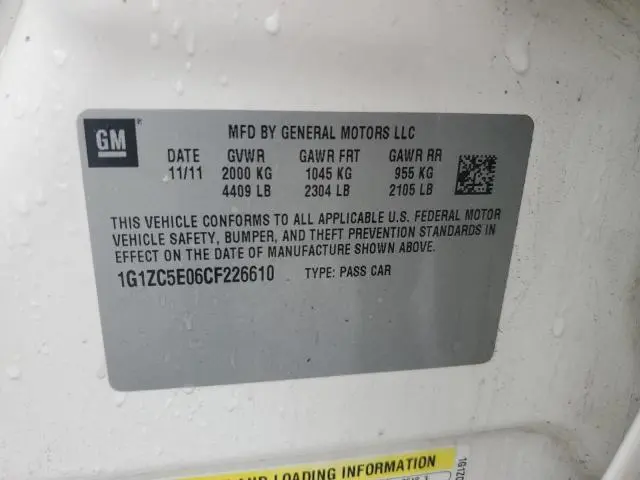 GM
MFD BY GENERAL MOTORS LLC
DATE GVWR GAWR FRT GAWR RR
11/11 2000 KG 1045 KG 955 KG
4409 LB 2304 LB 2105 LB
THIS VEHICLE CONFORMS TO ALL APPLICABLE U.S. FEDERAL MOTOR
VEHICLE SAFETY, BUMPER, AND THEFT PREVENTION STANDARDS IN
EFFECT ON THE DATE OF MANUFACTURE SHOWN ABOVE.
1G1ZC5E06CF226610 TYPE: PASS CAR
AND LOADING INFORMATION
1G1ZC